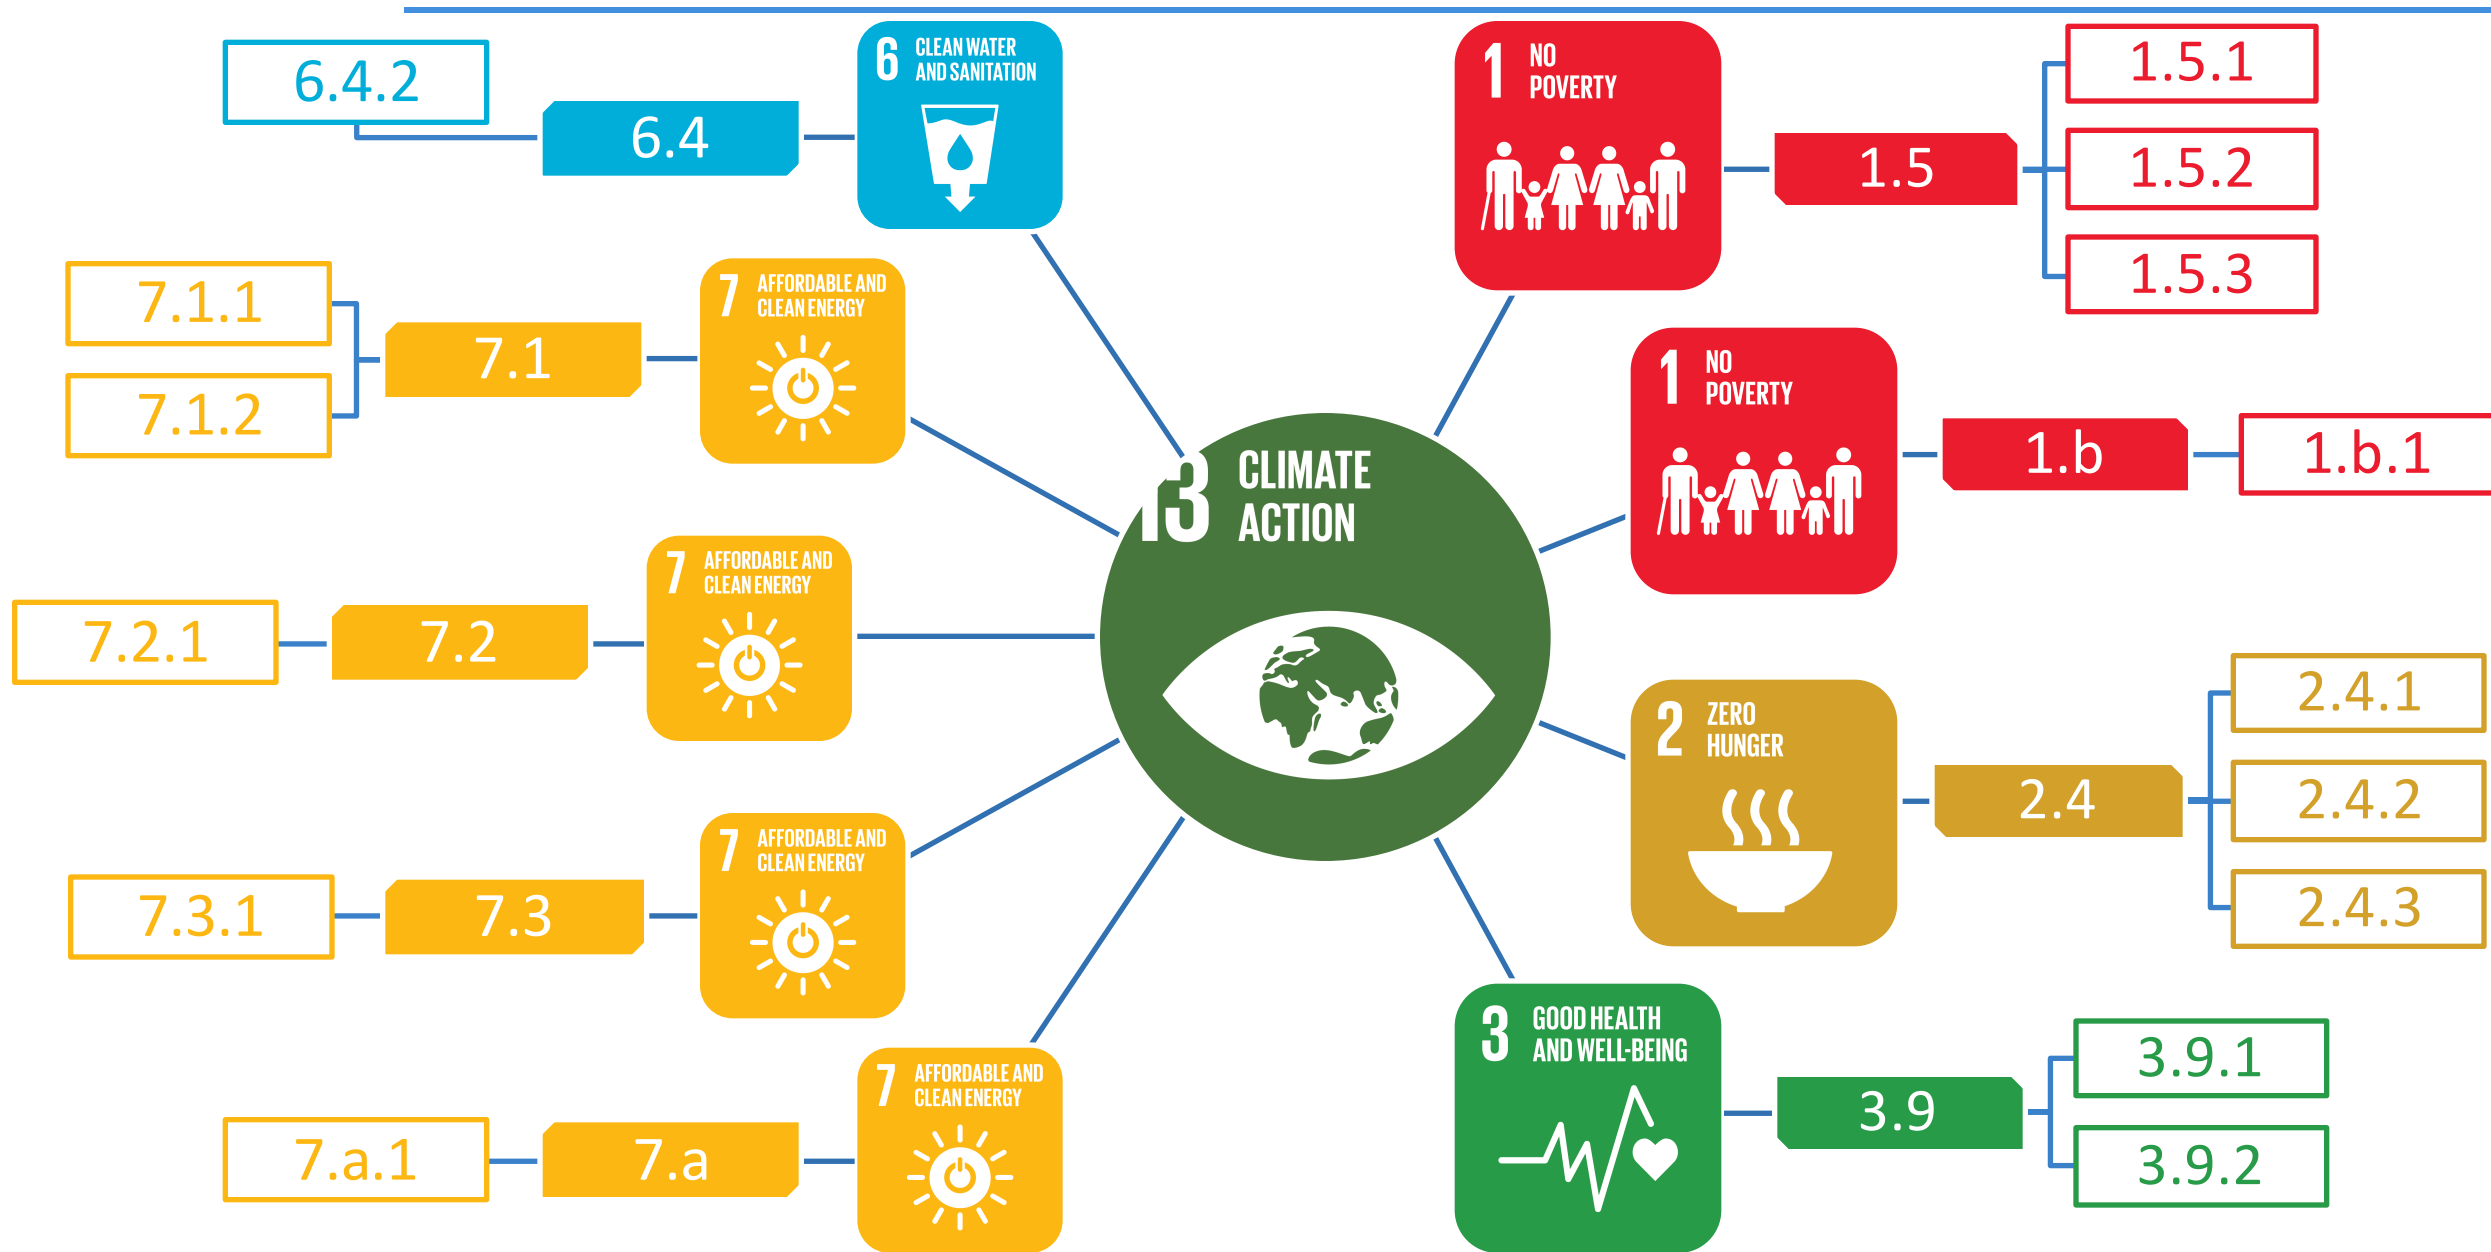 6 CLEAN WATER
AND SANITATION
6.4
6.4.2
7 AFFORDABLE AND
CLEAN ENERGY
7.1
7.1.1
7.1.2
7 AFFORDABLE AND
CLEAN ENERGY
7.2
7.2.1
7 AFFORDABLE AND
CLEAN ENERGY
7.3
7.3.1
7 AFFORDABLE AND
CLEAN ENERGY
7.a
7.a.1
13 CLIMATE
ACTION
1 NO
POVERTY
1.5
1.5.1
1.5.2
1.5.3
1 NO
POVERTY
1.b
1.b.1
2 ZERO
HUNGER
2.4
2.4.1
2.4.2
2.4.3
3 GOOD HEALTH
AND WELL-BEING
3.9
3.9.1
3.9.2